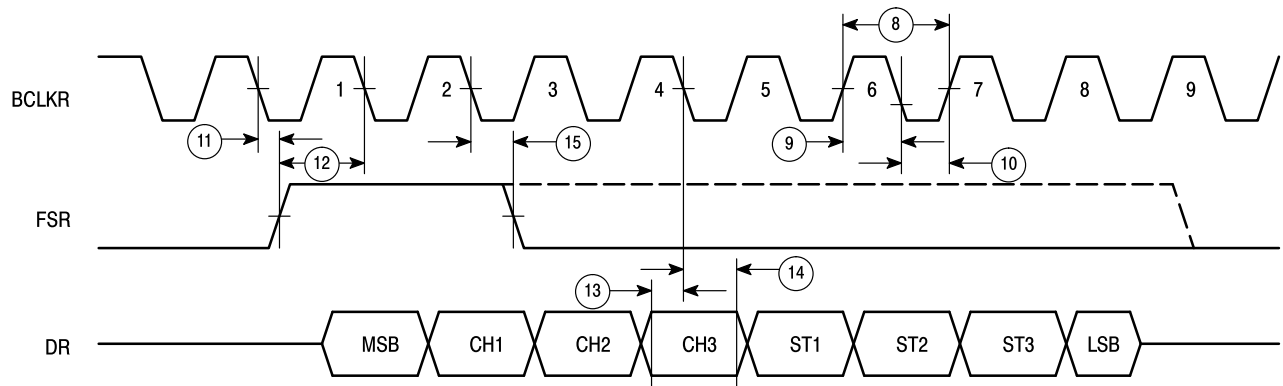 8
BCLKR 1 2 3 4 5 6 7 8 9
11 15 9 10
12
FSR
13 14
DR MSB CH1 CH2 CH3 ST1 ST2 ST3 LSB